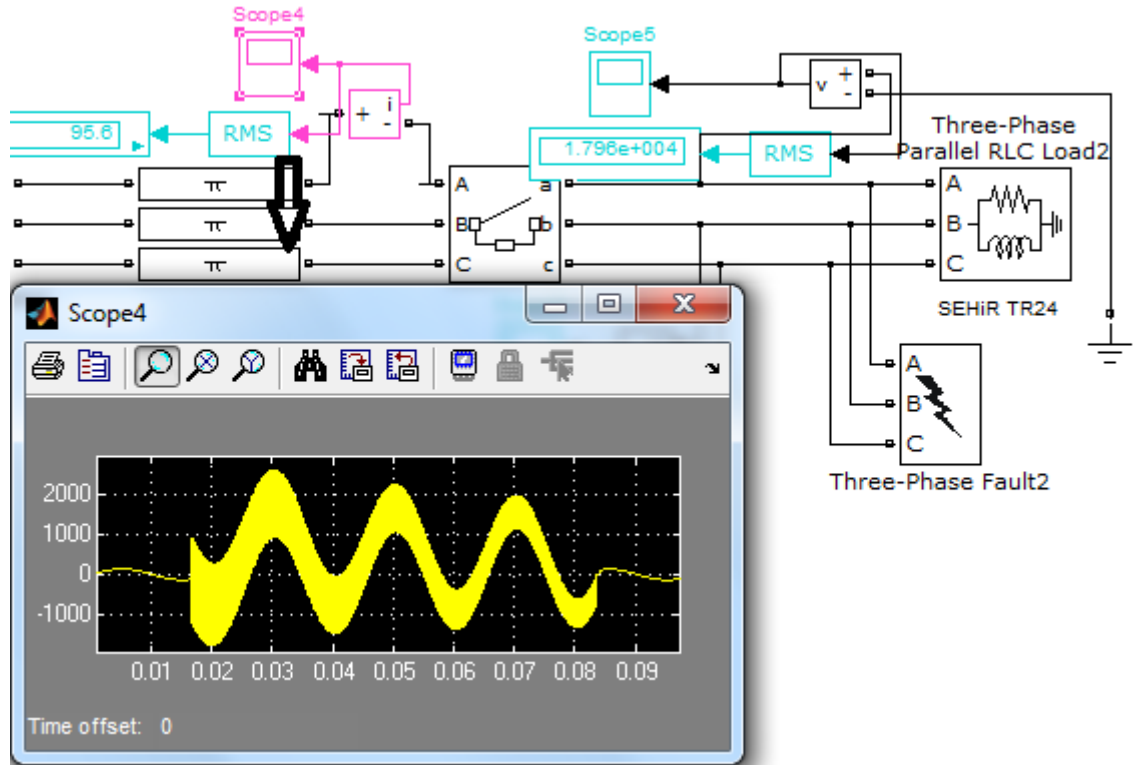 Scope4
Scope5
i
+
-
v
+
-
95.6
RMS
1.796e+004
RMS
Three-Phase
Parallel RLC Load2
π
A
a
A
π
B
b
B
π
C
c
C
SEHiR TR24
Scope4
A
B
C
Three-Phase Fault2
2000
1000
0
-1000
0.01 0.02 0.03 0.04 0.05 0.06 0.07 0.08 0.09
Time offset: 0